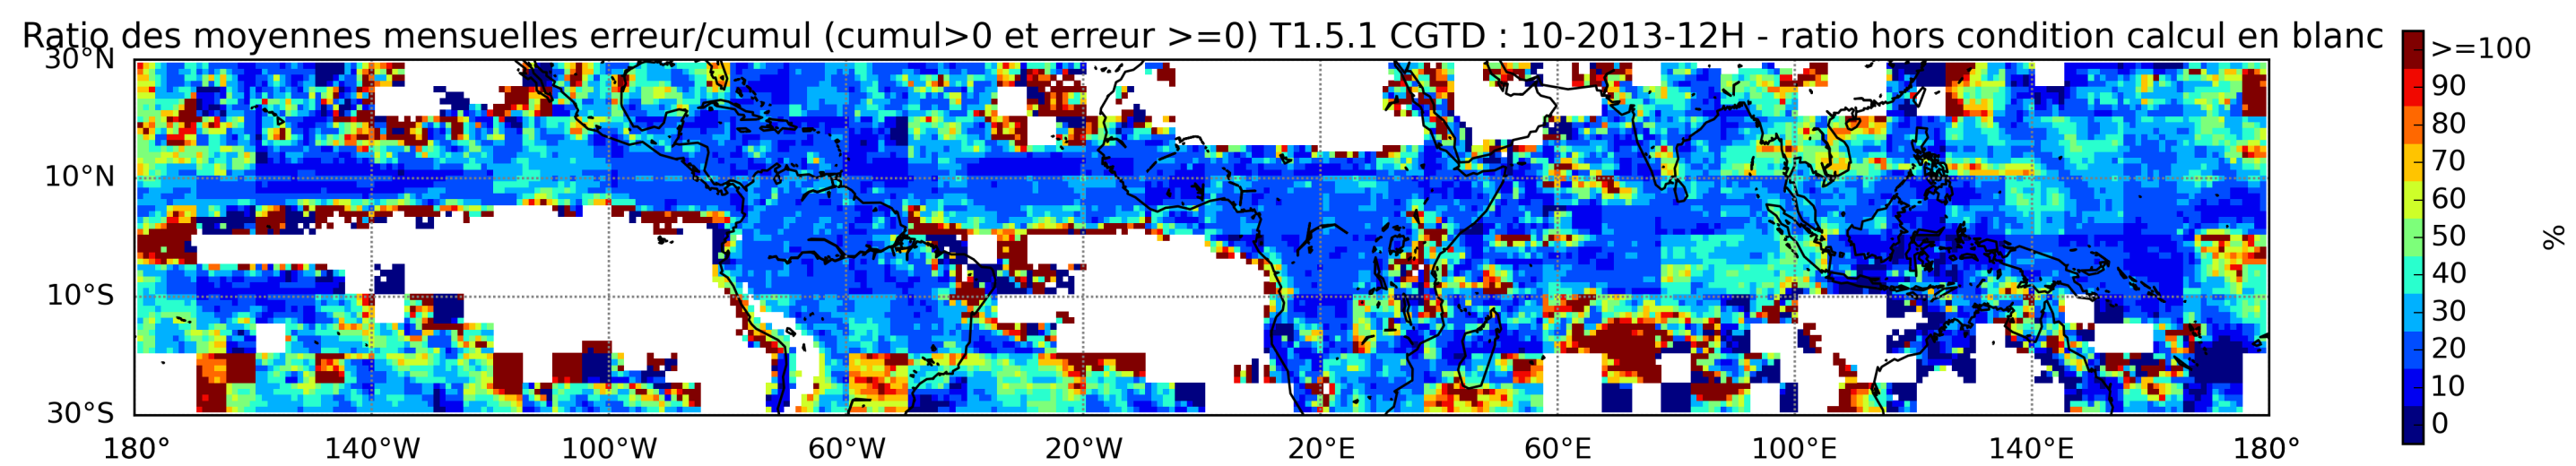 Ratio des moyennes mensuelles erreur/cumul (cumul>0 et erreur >=0) T1.5.1 CGTD : 10-2013-12H - ratio hors condition calcul en blanc
30°N
10°N
10°S
30°S
180°
140°W
100°W
60°W
20°W
20°E
60°E
100°E
140°E
180°
>=100
90
80
70
60
50
40
30
20
10
0
%